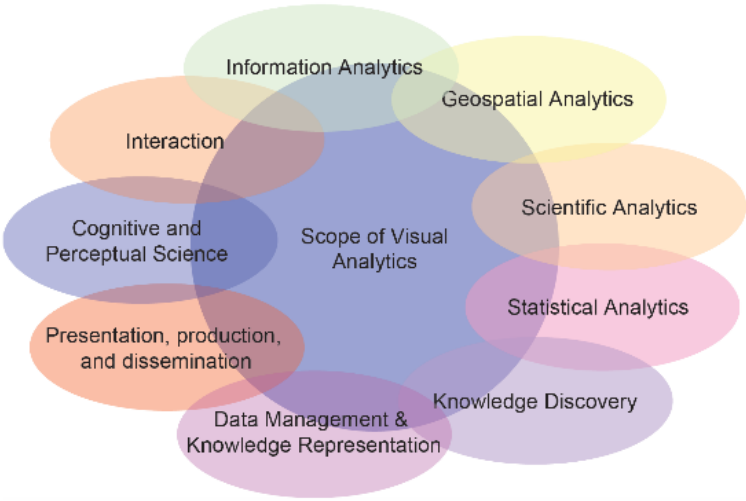 Information Analytics
Geospatial Analytics
Interaction
Scientific Analytics
Cognitive and
Perceptual Science
Scope of Visual
Analytics
Statistical Analytics
Presentation, production,
and dissemination
Knowledge Discovery
Data Management &
Knowledge Representation